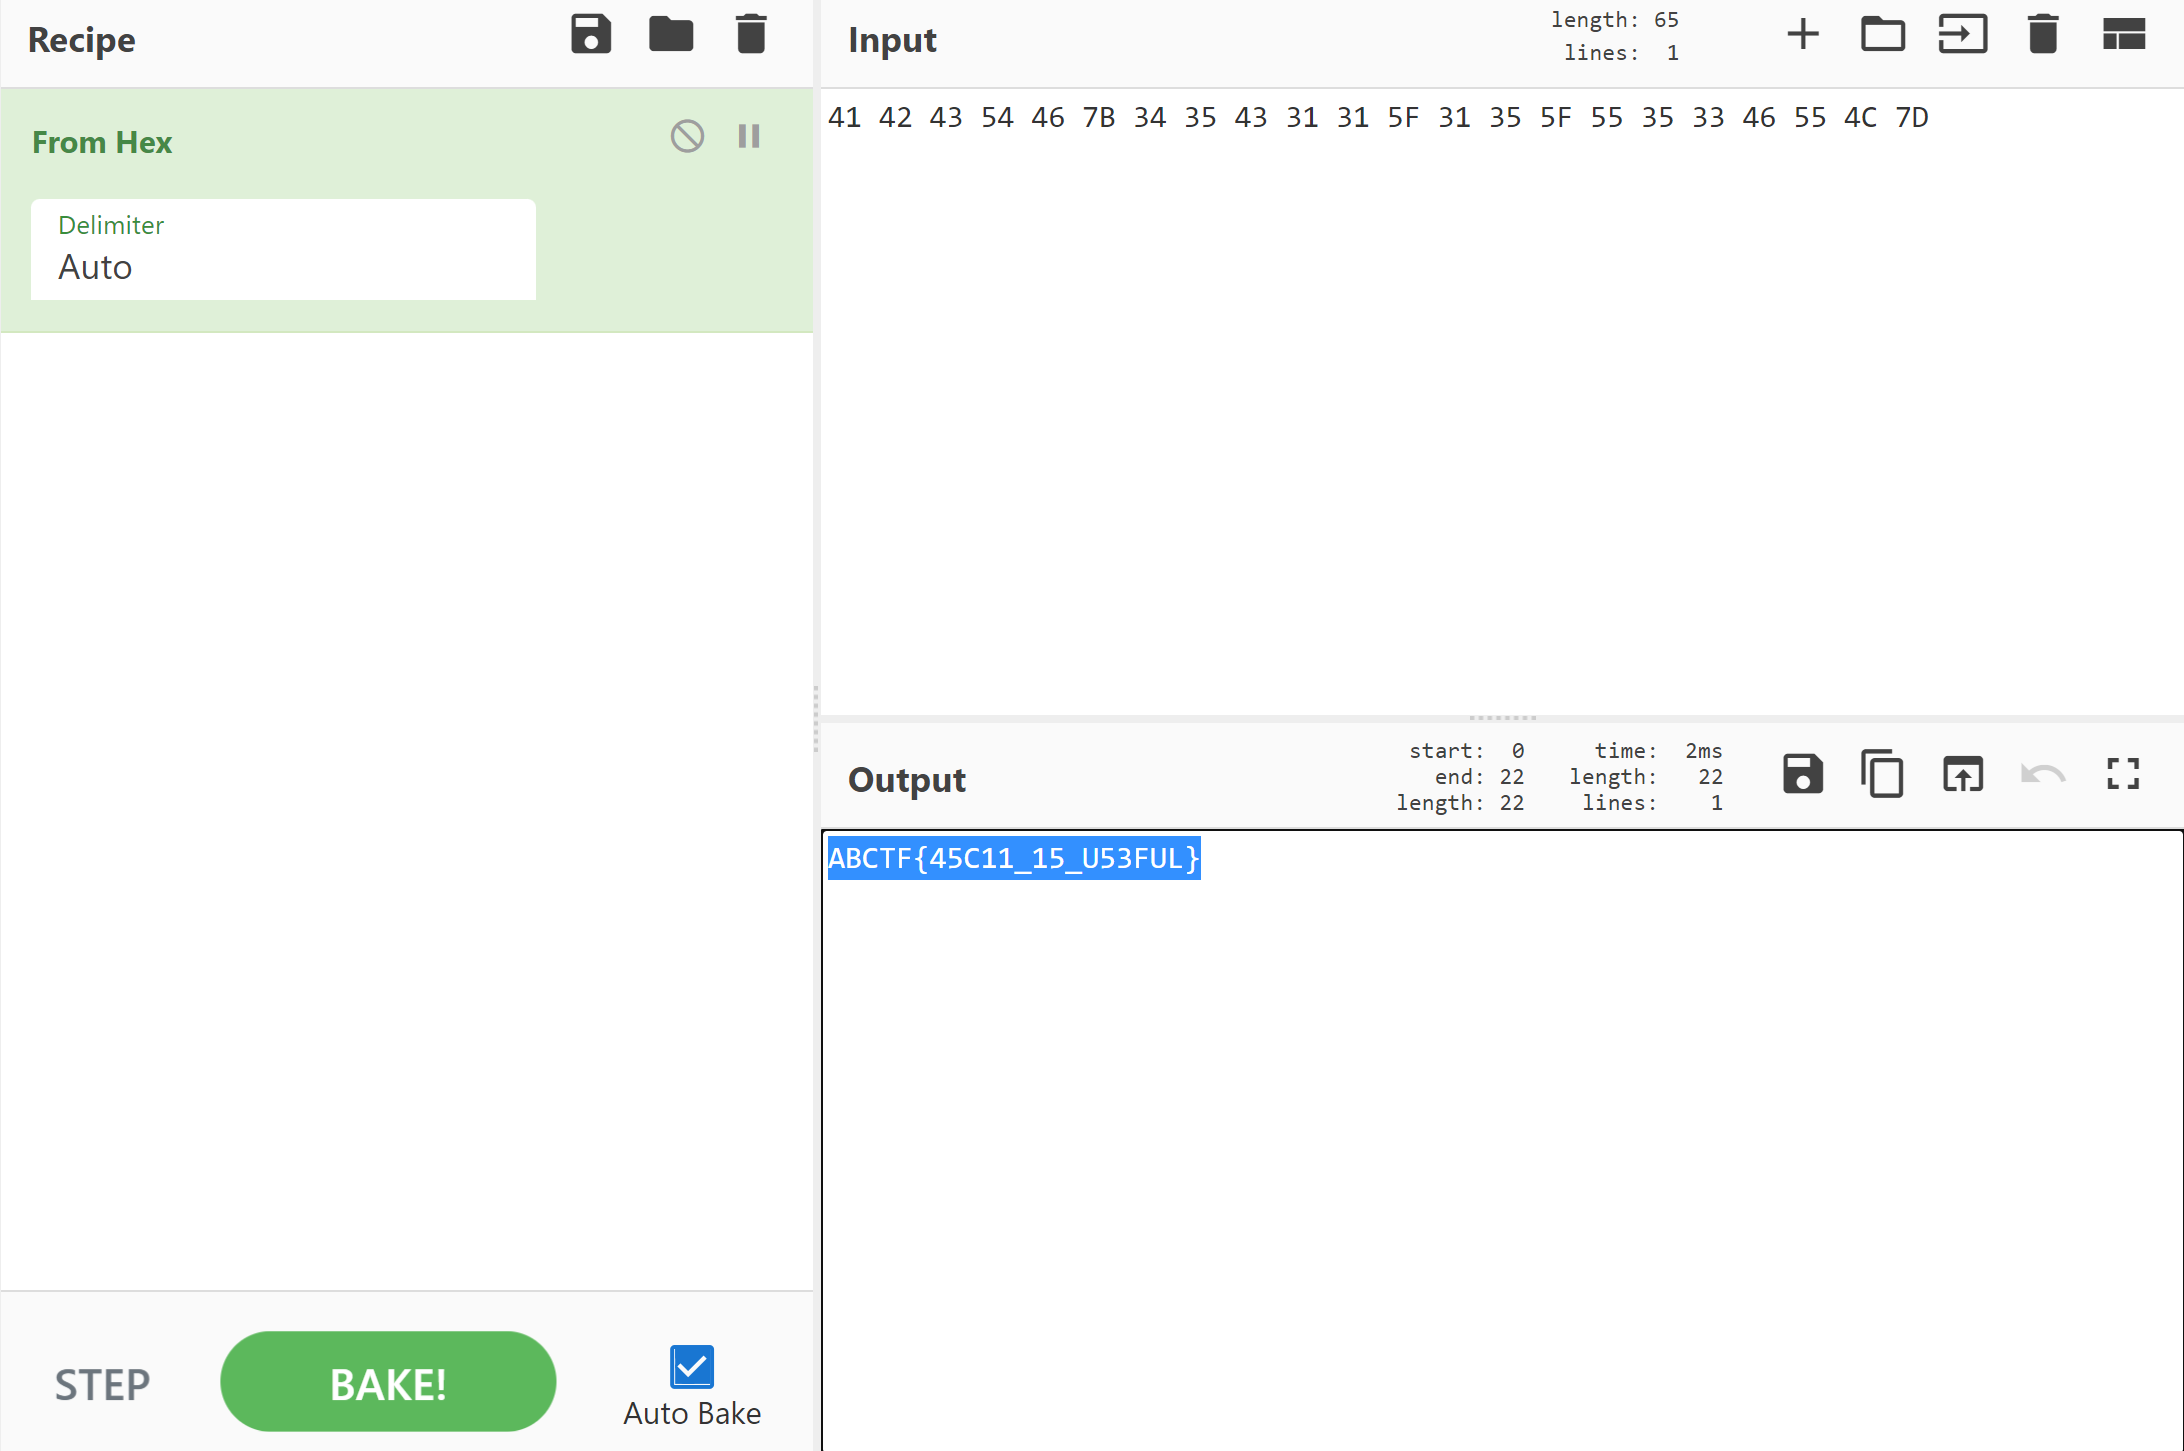 Recipe
From Hex
Delimiter
Auto
STEP
BAKE!
Auto Bake
Input
length: 65
lines: 1
41 42 43 54 46 7B 34 35 43 31 31 5F 31 35 5F 55 35 33 46 55 4C 7D
Output
start: 0 time: 2ms
end: 22 length: 22
length: 22 lines: 1
ABCTF{45C11_15_U53FUL}